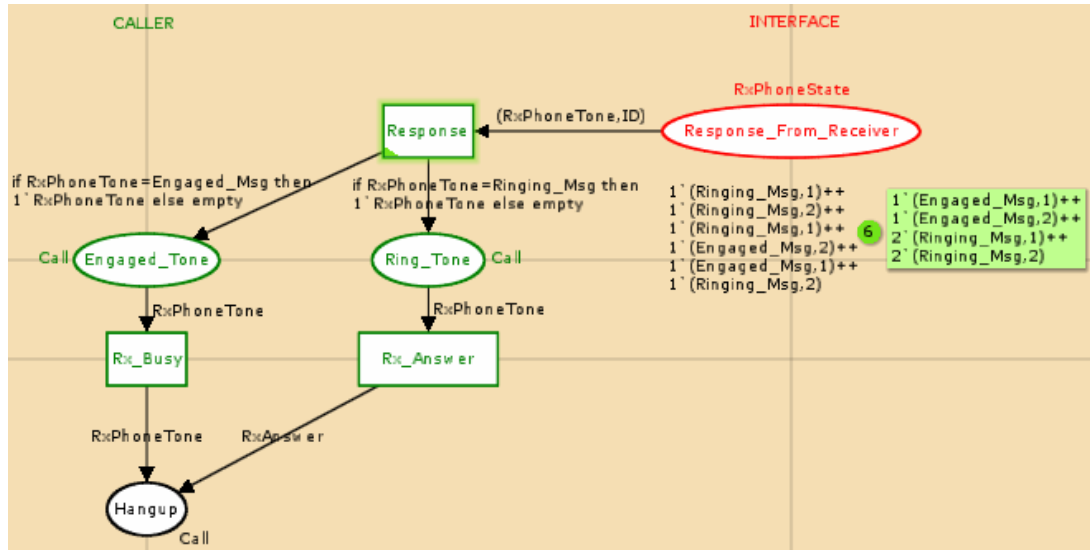 CALLER
INTERFACE
RxPhoneState
Response
(RxPhoneTone,ID)
Response_From_Receiver
if RxPhoneTone=Engaged_Msg then
1`RxPhoneTone else empty
if RxPhoneTone=Ringing_Msg then
1`RxPhoneTone else empty
1`(Ringing_Msg,1)++
1`(Ringing_Msg,2)++
1`(Ringing_Msg,1)++
1`(Engaged_Msg,2)++
1`(Engaged_Msg,1)++
1`(Ringing_Msg,2)
6
1`(Engaged_Msg,1)++
1`(Engaged_Msg,2)++
2`(Ringing_Msg,1)++
2`(Ringing_Msg,2)
Call
Engaged_Tone
Ring_Tone
Call
RxPhoneTone
RxPhoneTone
Rx_Busy
Rx_Answer
RxPhoneTone
RxAnswer
Hangup
Call